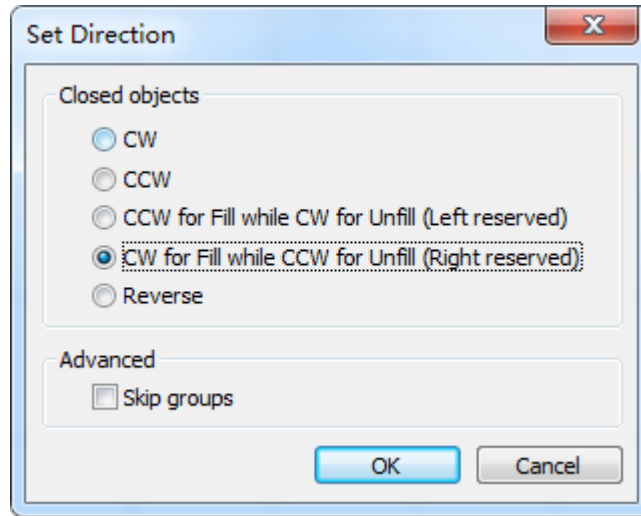 Set Direction
Closed objects
CW
CCW
CCW for Fill while CW for Unfill (Left reserved)
CW for Fill while CCW for Unfill (Right reserved)
Reverse
Advanced
Skip groups
OK Cancel